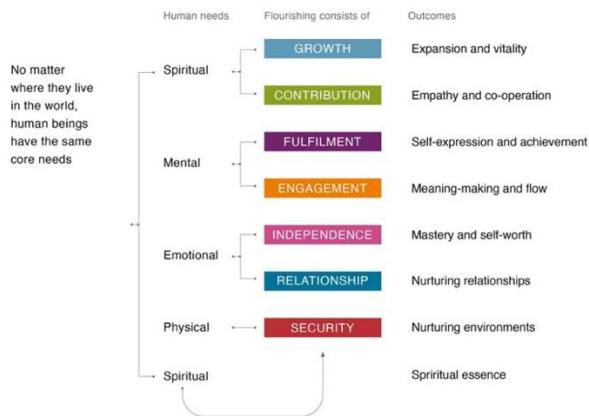 Human needs
Flourishing consists of
Outcomes
No matter
where they live
in the world,
human beings
have the same
core needs
Spiritual
GROWTH
Expansion and vitality
CONTRIBUTION
Empathy and co-operation
Mental
FULFILMENT
Self-expression and achievement
ENGAGEMENT
Meaning-making and flow
Emotional
INDEPENDENCE
Mastery and self-worth
RELATIONSHIP
Nurturing relationships
Physical
SECURITY
Nurturing environments
Spiritual
Spriritual essence